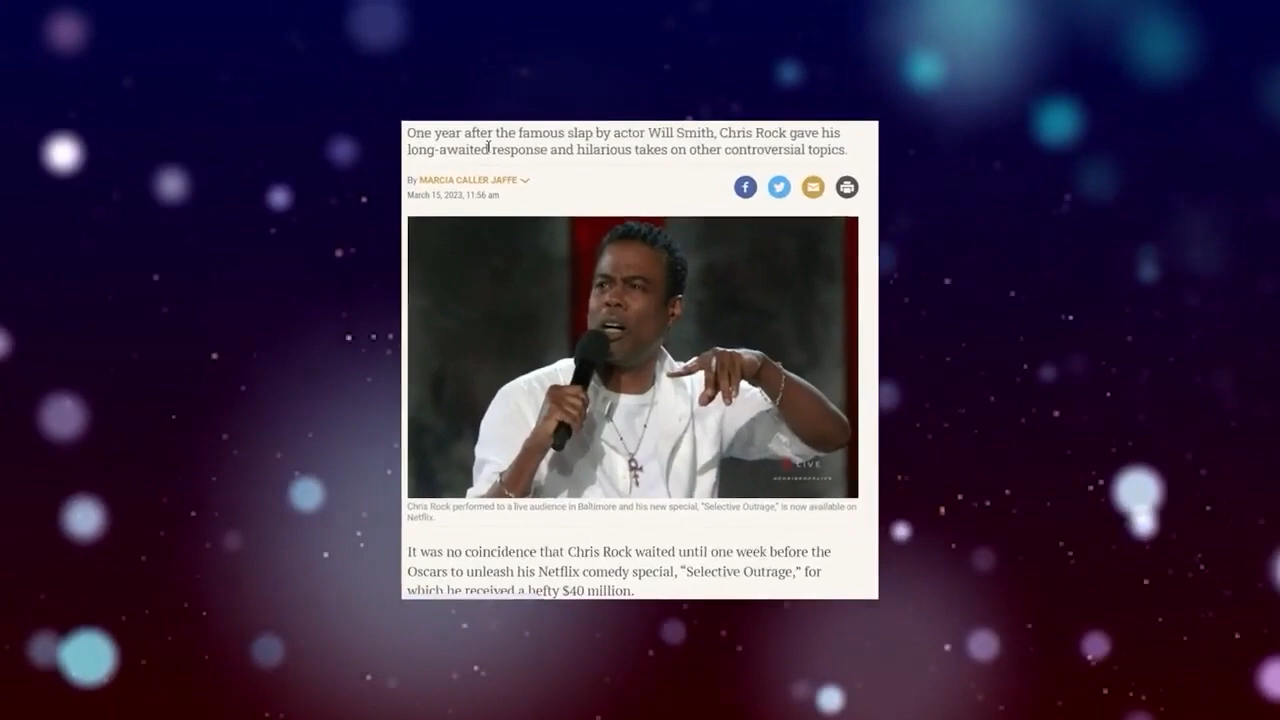 One year after the famous slap by actor Will Smith, Chris Rock gave his
long-awaited response and hilarious takes on other controversial topics.
By MARCIA CALLER JAFFE
March 15, 2023, 11:56 am
f
LIVE
Chris Rock performed to a live audience in Baltimore and his new special, "Selective Outrage," is now available on
Netflix.
It was no coincidence that Chris Rock waited until one week before the
Oscars to unleash his Netflix comedy special, “Selective Outrage,” for
which he received a hefty $40 million.